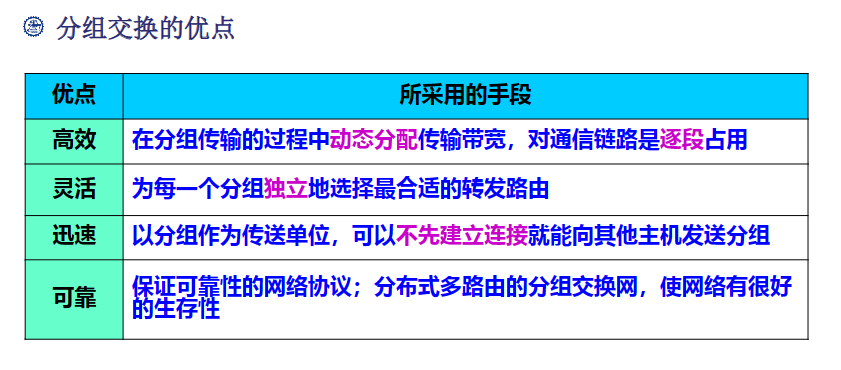 分组交换的优点
优点 所采用的手段
高效 在分组传输的过程中动态分配传输带宽，对通信链路是逐段占用
灵活 为每一个分组独立地选择最合适的转发路由
迅速 以分组作为传送单位，可以不先建立连接就能向其他主机发送分组
可靠 保证可靠性的网络协议；分布式多路由的分组交换网，使网络有很好
的生存性